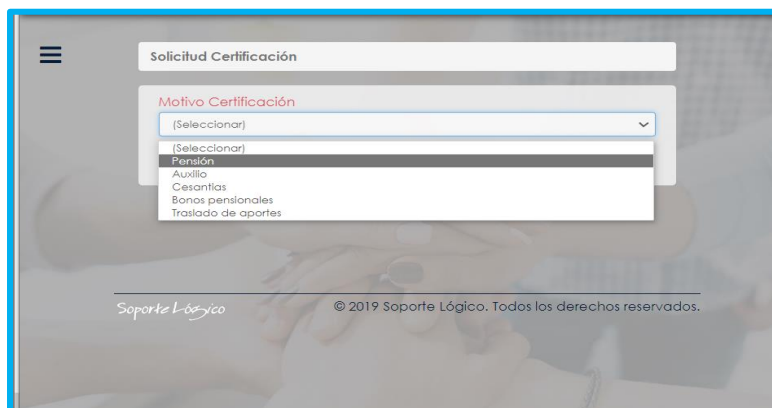 Solicitud Certificación
Motivo Certificación
(Seleccionar)
(Seleccionar)
Pensión
Auxilio
Cesantías
Bonos pensionales
Traslado de aportes
Soporte Lógico
© 2019 Soporte Lógico. Todos los derechos reservados.